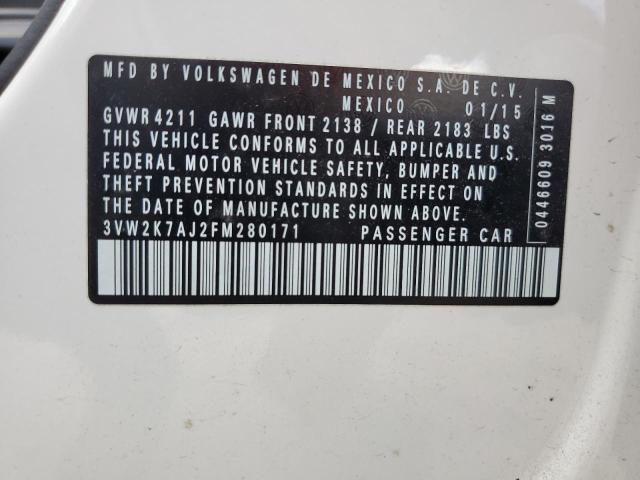 MFD BY VOLKSWAGEN DE MEXICO S.A. DE C.V.
MEXICO 01/15
GVWR 4211 GAWR FRONT 2138 / REAR 2183 LBS
THIS VEHICLE CONFORMS TO ALL APPLICABLE U.S.
FEDERAL MOTOR VEHICLE SAFETY, BUMPER AND
THEFT PREVENTION STANDARDS IN EFFECT ON
THE DATE OF MANUFACTURE SHOWN ABOVE.
3VW2K7AJ2FM280171 PASSENGER CAR
0446609 3016 M